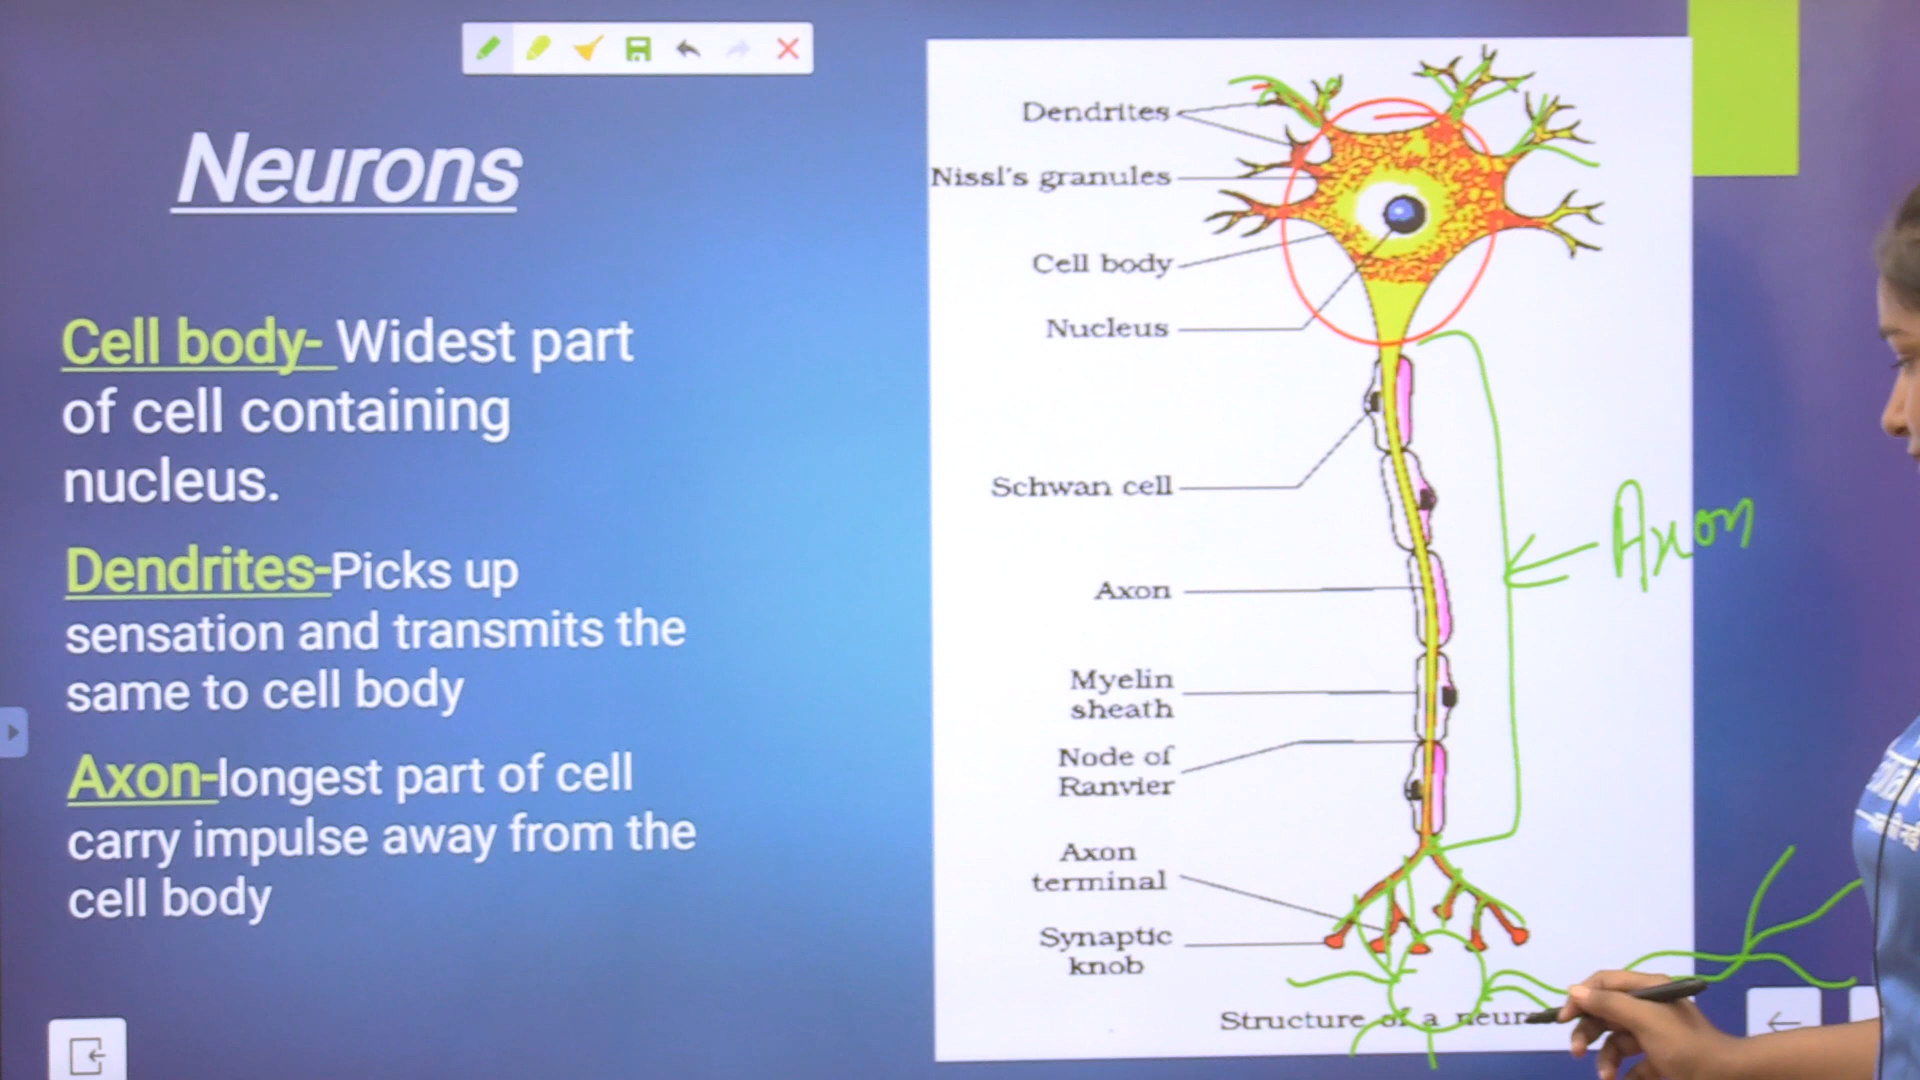 Neurons
Cell body- Widest part
of cell containing
nucleus.
Dendrites-Picks up
sensation and transmits the
same to cell body
Axon-longest part of cell
carry impulse away from the
cell body
Dendrites
Nissl's granules
Cell body
Nucleus
Schwan cell
Axon
Myelin
sheath
Node of
Ranvier
Axon
terminal
Synaptic
knob
Axon
Structure of a